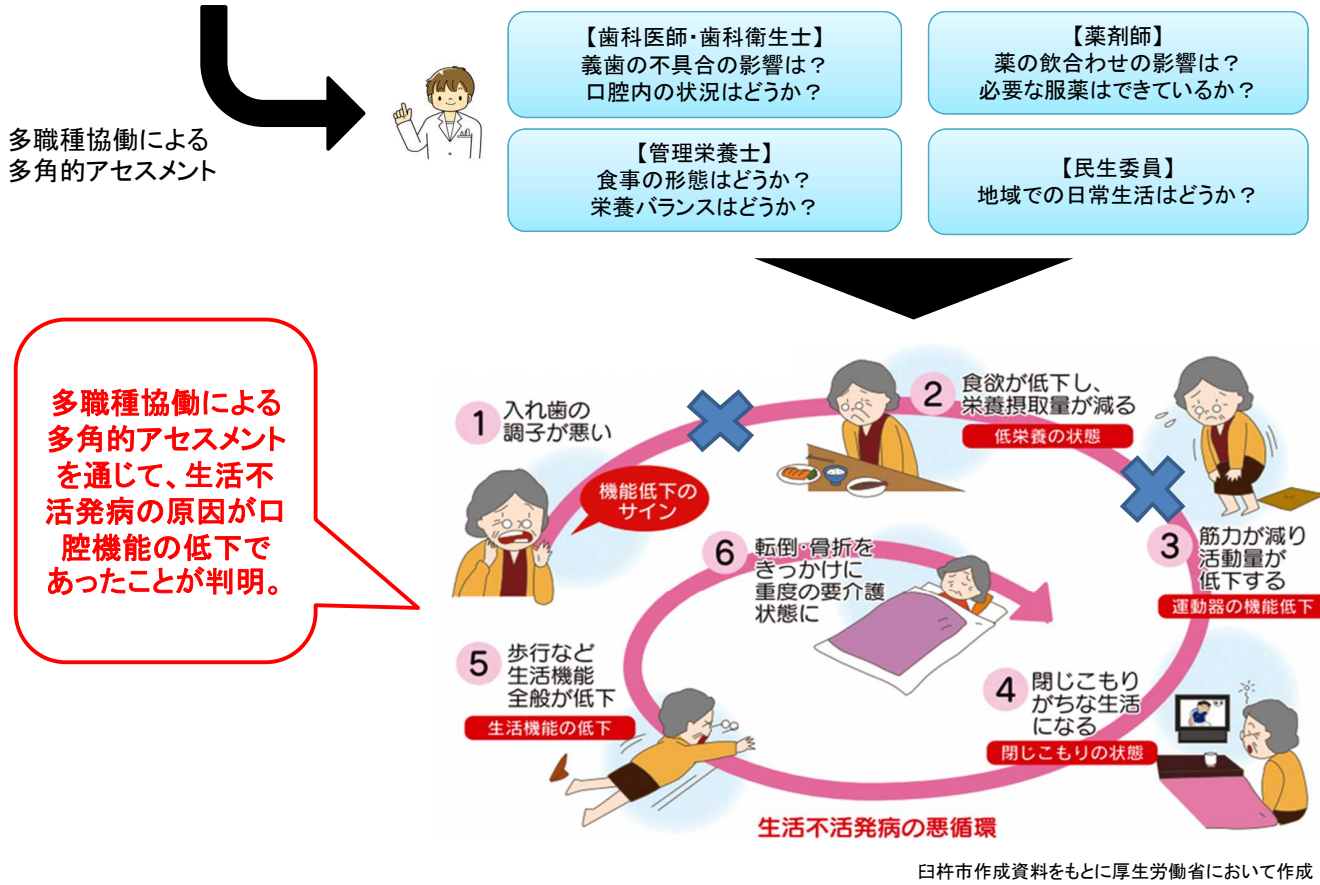 多職種協働による
多角的アセスメント
【歯科医師・歯科衛生士】
義歯の不具合の影響は？
口腔内の状況はどうか？
【薬剤師】
薬の飲合わせの影響は？
必要な服薬はできているか？
【管理栄養士】
食事の形態はどうか？
栄養バランスはどうか？
【民生委員】
地域での日常生活はどうか？
多職種協働による
多角的アセスメント
を通じて、生活不
活発病の原因が口
腔機能の低下で
あったことが判明。
1 入れ歯の
調子が悪い
機能低下の
サイン
2 食欲が低下し、
栄養摂取量が減る
低栄養の状態
3 筋力が減り
活動量が
低下する
運動器の機能低下
4 閉じこもり
がちな生活
になる
閉じこもりの状態
5 歩行など
生活機能
全般が低下
生活機能の低下
6 転倒・骨折を
きっかけに
重度の要介護
状態に
生活不活発病の悪循環
臼杵市作成資料をもとに厚生労働省において作成